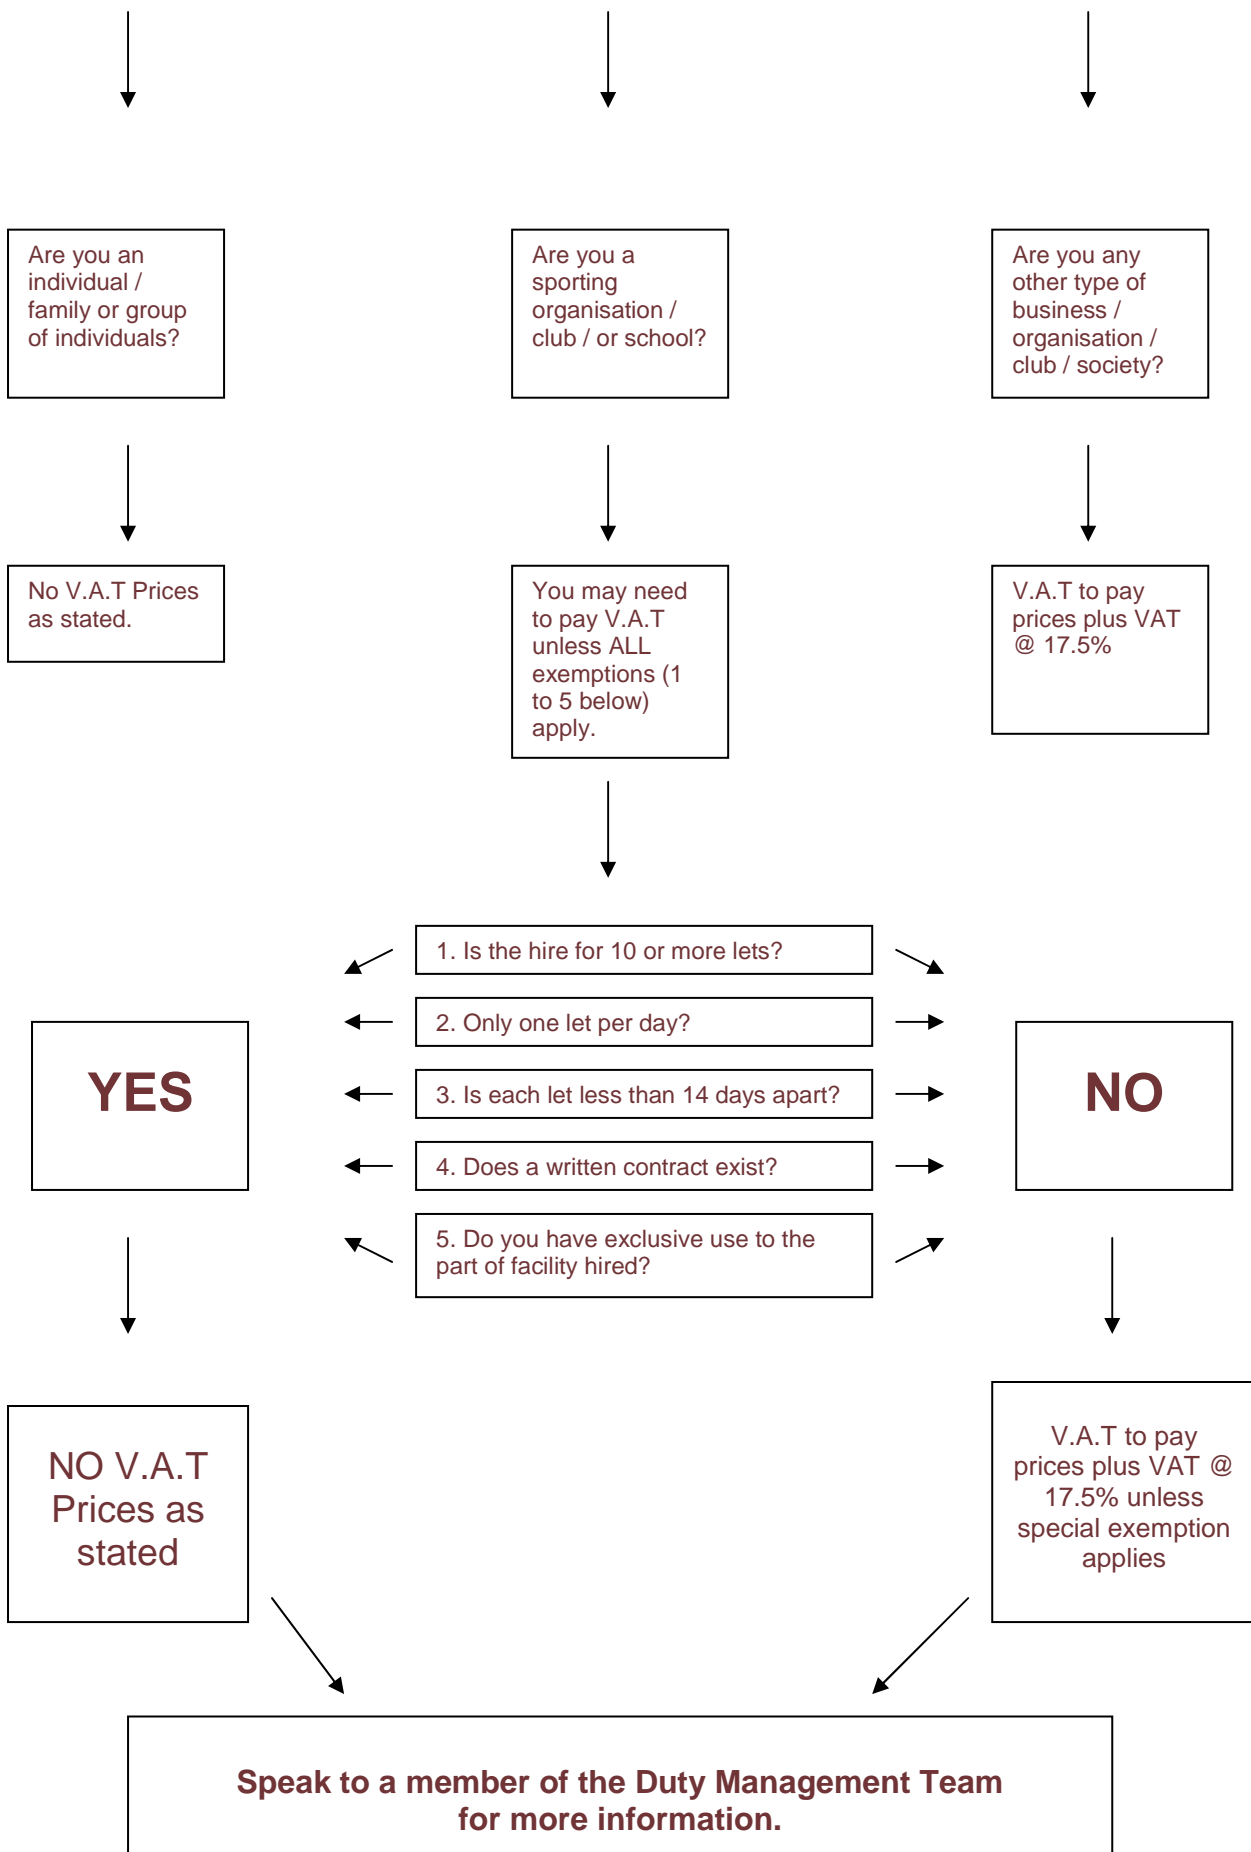 Are you an
individual /
family or group
of individuals?
Are you a
sporting
organisation /
club / or school?
Are you any
other type of
business /
organisation /
club / society?
No V.A.T Prices
as stated.
You may need
to pay V.A.T
unless ALL
exemptions (1
to 5 below)
apply.
V.A.T to pay
prices plus VAT
@ 17.5%
1. Is the hire for 10 or more lets?
2. Only one let per day?
3. Is each let less than 14 days apart?
4. Does a written contract exist?
5. Do you have exclusive use to the
part of facility hired?
YES
NO
NO V.A.T
Prices as
stated
V.A.T to pay
prices plus VAT @
17.5% unless
special exemption
applies
Speak to a member of the Duty Management Team
for more information.